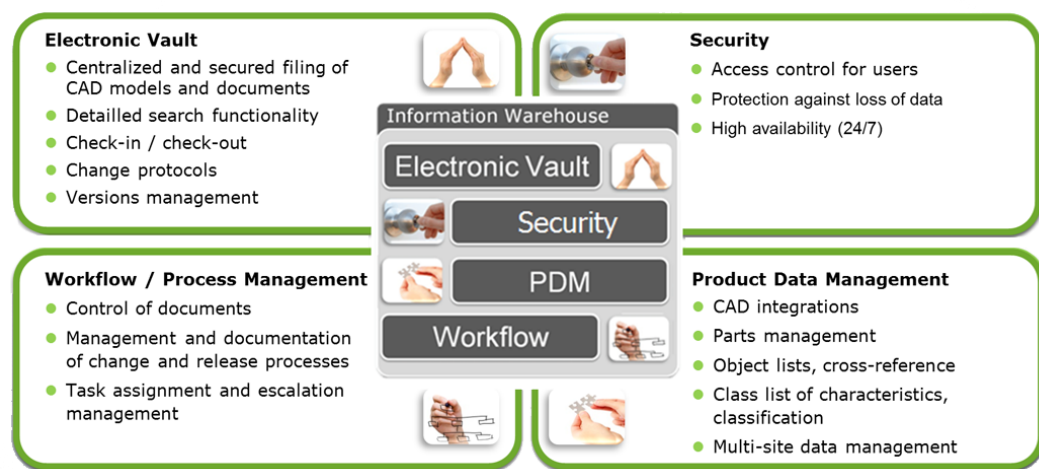 Electronic Vault
Centralized and secured filing of
CAD models and documents
Detailled search functionality
Check-in / check-out
Change protocols
Versions management
Security
Access control for users
Protection against loss of data
High availability (24/7)
Information Warehouse
Electronic Vault
Security
PDM
Workflow
Workflow / Process Management
Control of documents
Management and documentation
of change and release processes
Task assignment and escalation
management
Product Data Management
CAD integrations
Parts management
Object lists, cross-reference
Class list of characteristics,
classification
Multi-site data management